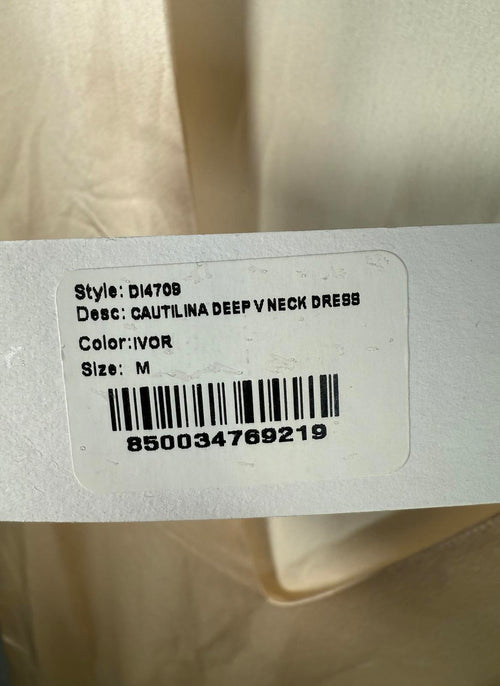 Style: DI4709
Desc: CAUTILINA DEEP V NECK DRESS
Color:IVOR
Size: M
850034769219